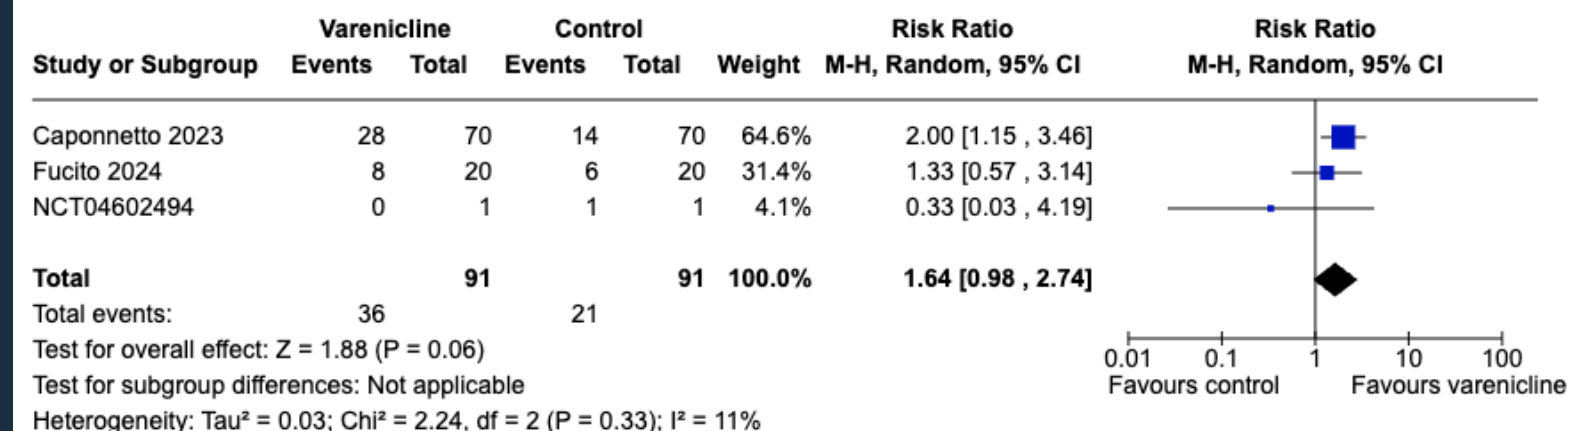 Varenicline Control Risk Ratio Risk Ratio
Study or Subgroup Events Total Events Total Weight M-H, Random, 95% CI M-H, Random, 95% CI
Caponnetto 2023 28 70 14 70 64.6% 2.00 [1.15 , 3.46]
Fucito 2024 8 20 6 20 31.4% 1.33 [0.57 , 3.14]
NCT04602494 0 1 1 1 4.1% 0.33 [0.03 , 4.19]
Total 91 91 100.0% 1.64 [0.98 , 2.74]
Total events: 36 21
Test for overall effect: Z = 1.88 (P = 0.06)
0.01 0.1 1 10 100
Test for subgroup differences: Not applicable
Favours control Favours varenicline
Heterogeneity: Tau² = 0.03; Chi² = 2.24, df = 2 (P = 0.33); I² = 11%